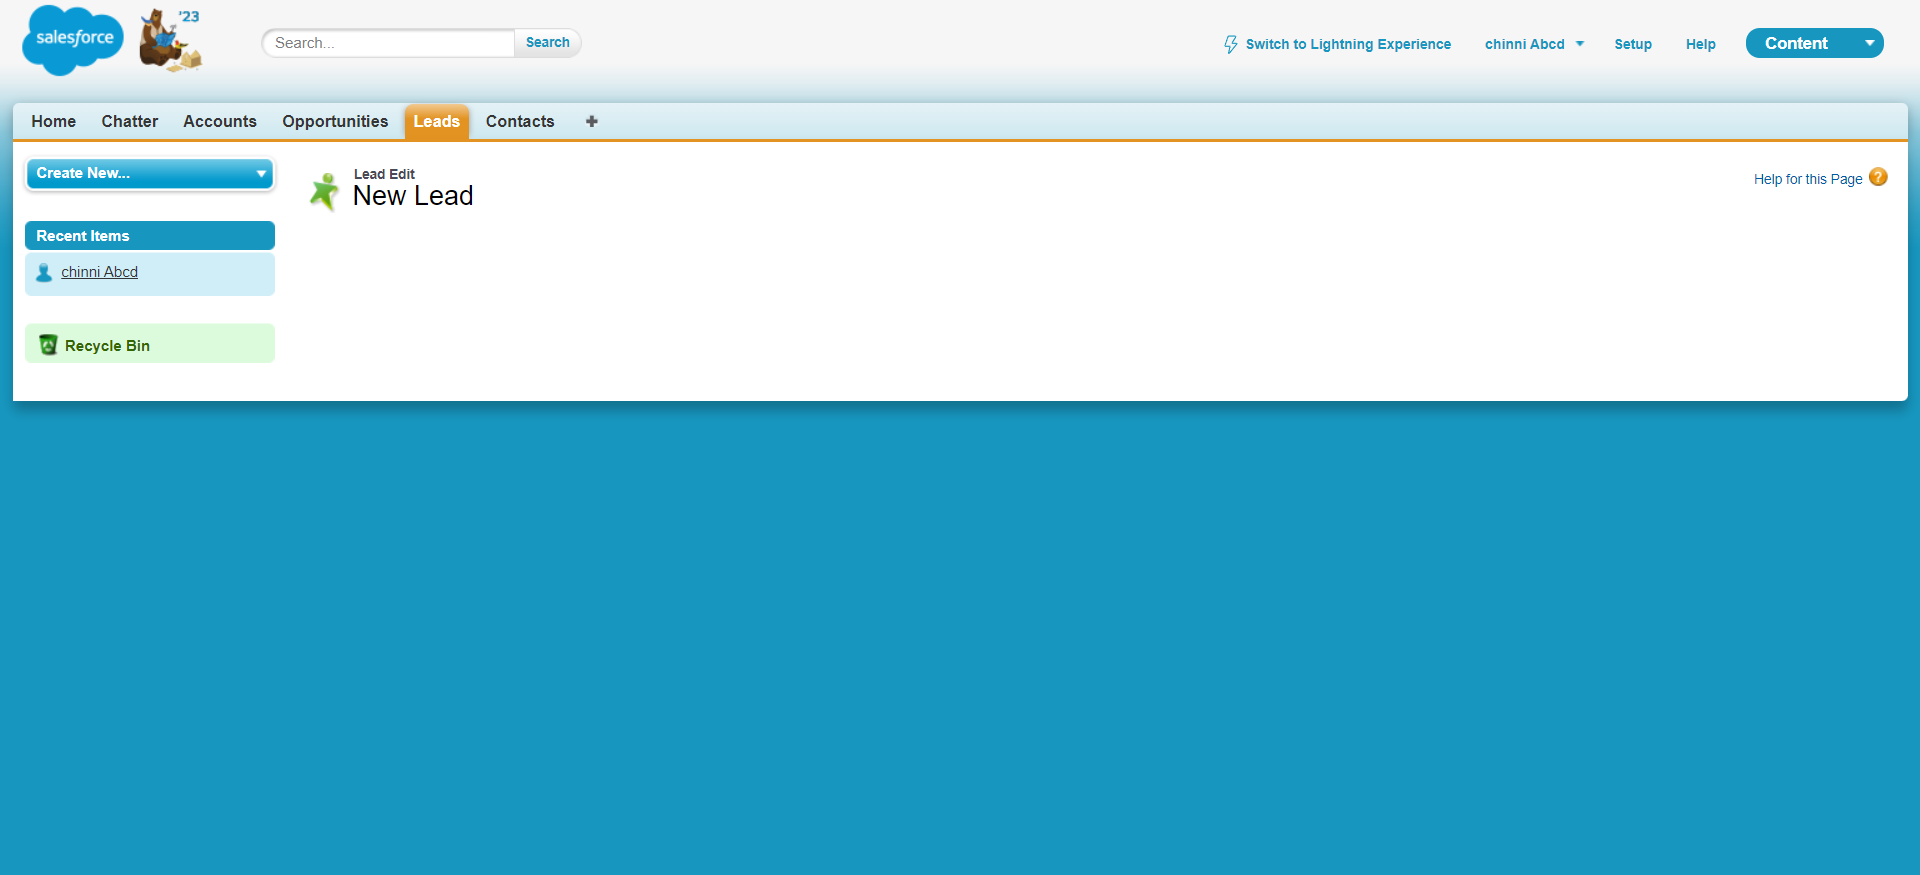 salesforce
'23
Search...
Search
Switch to Lightning Experience
chinni Abcd
Setup
Help
Content
Home
Chatter
Accounts
Opportunities
Leads
Contacts
Create New...
Lead Edit
New Lead
Help for this Page
?
Recent Items
chinni Abcd
Recycle Bin